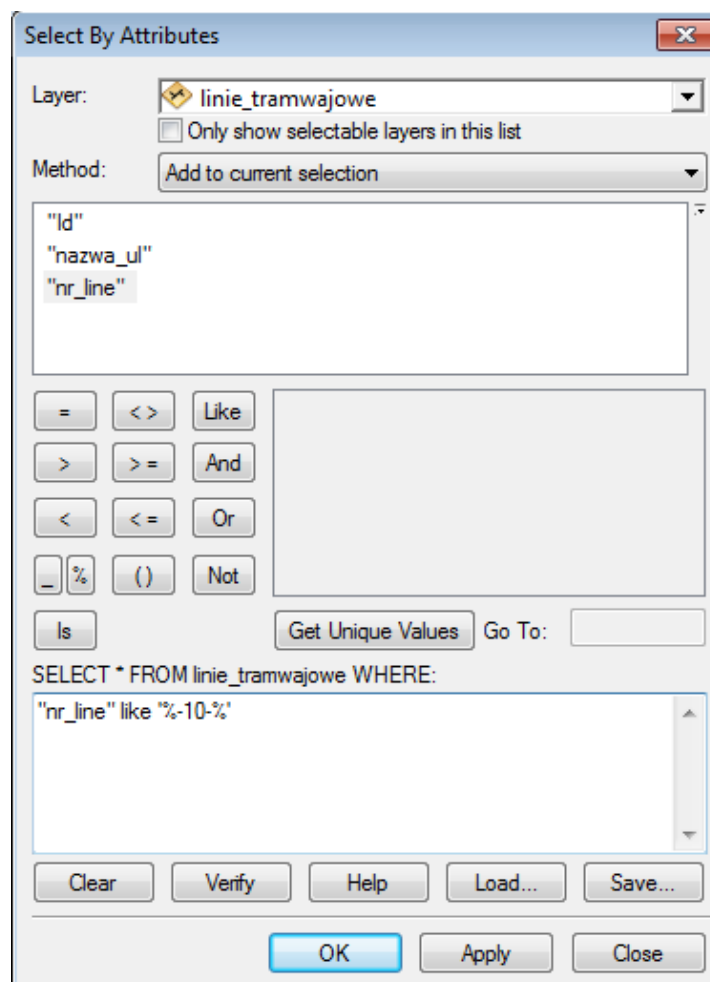 Select By Attributes
Layer: linie_tramwajowe
Only show selectable layers in this list
Method: Add to current selection
"Id"
"nazwa_ul"
"nr_line"
= < > Like
> > = And
< < = Or
_ % ( ) Not
Is Get Unique Values Go To:
SELECT * FROM linie_tramwajowe WHERE:
"nr_line" like '%-10-%'
Clear Verify Help Load... Save...
OK Apply Close